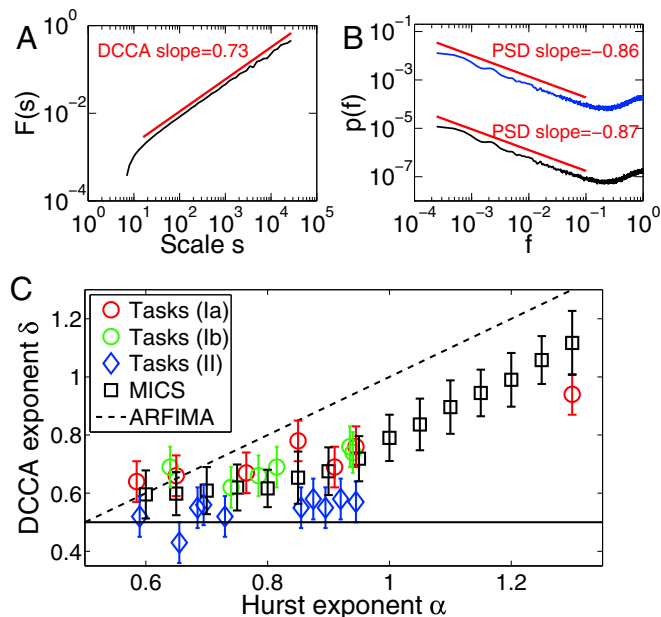 A
B
10^0
10^-2
10^-4
F(s)
DCCA slope=0.73
10^0 10^1 10^2 10^3 10^4 10^5
Scale s
10^-1
10^-3
10^-5
10^-7
p(f)
PSD slope=−0.86
PSD slope=−0.87
10^-4 10^-3 10^-2 10^-1 10^0
f
C
Tasks (Ia)
Tasks (Ib)
Tasks (II)
MICS
ARFIMA
1.2
1
0.8
0.6
0.4
DCCA exponent δ
0.6 0.8 1 1.2
Hurst exponent α